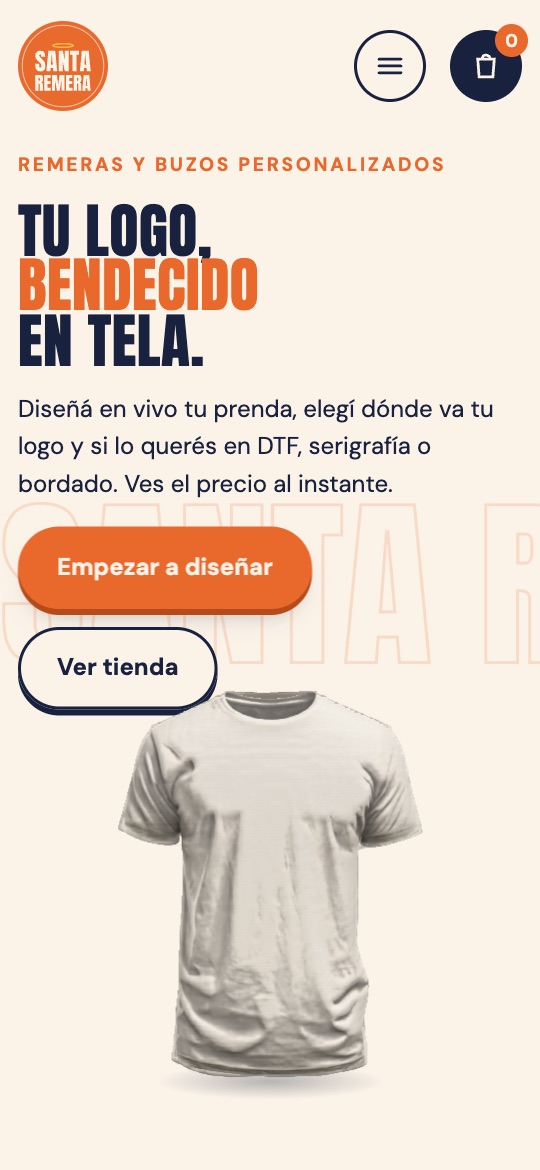 SANTA
REMERA
0
REMERAS Y BUZOS PERSONALIZADOS
TU LOGO,
BENDECIDO
EN TELA.
Diseñá en vivo tu prenda, elegí dónde va tu
logo y si lo querés en DTF, serigrafía o
bordado. Ves el precio al instante.
SANTA R
Empezar a diseñar
Ver tienda